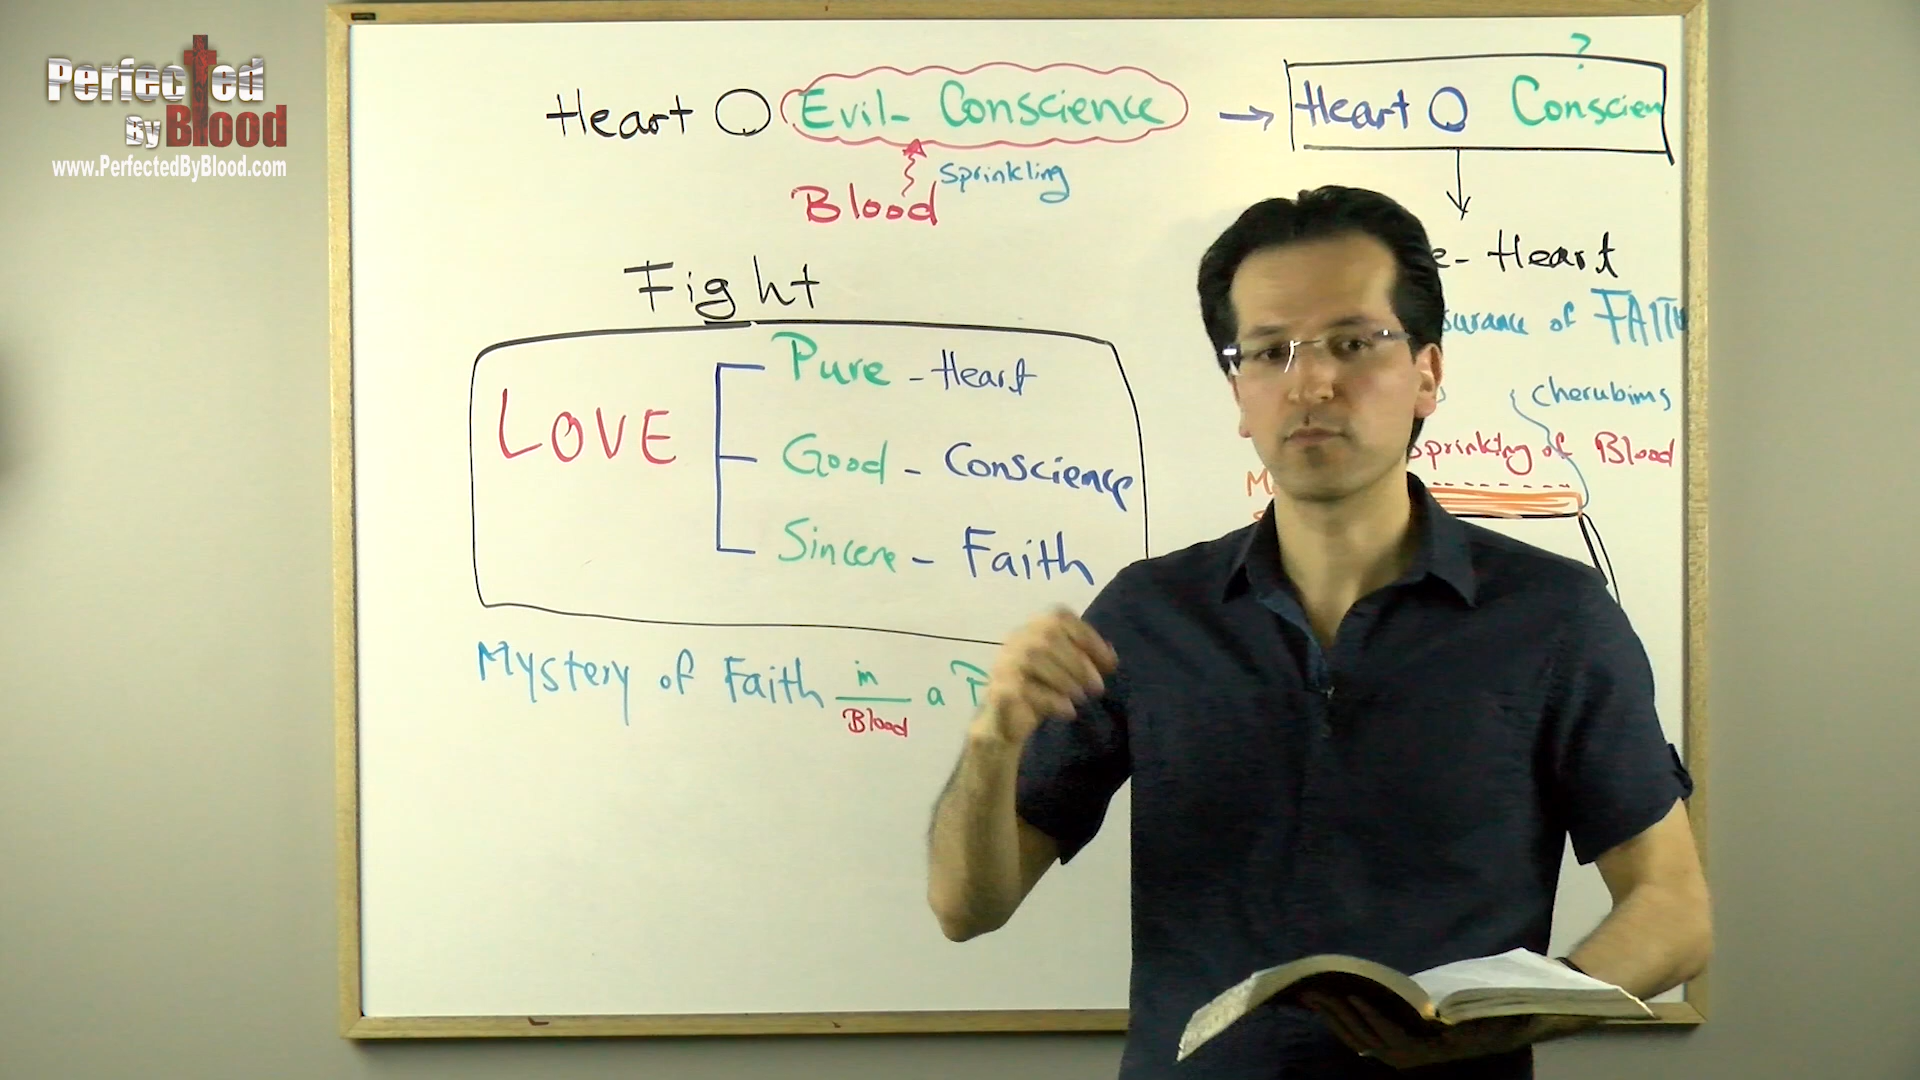 Perfected
By Blood
www.PerfectedByBlood.com
Heart Evil- Conscience → Heart Conscien
?
Sprinkling
Blood
Fight
Heart
surance of FAITH
LOVE
Pure - Heart
Good - Conscience
Sincere - Faith
Cherubims
Sprinkling of Blood
Mystery of Faith in a P
Blood